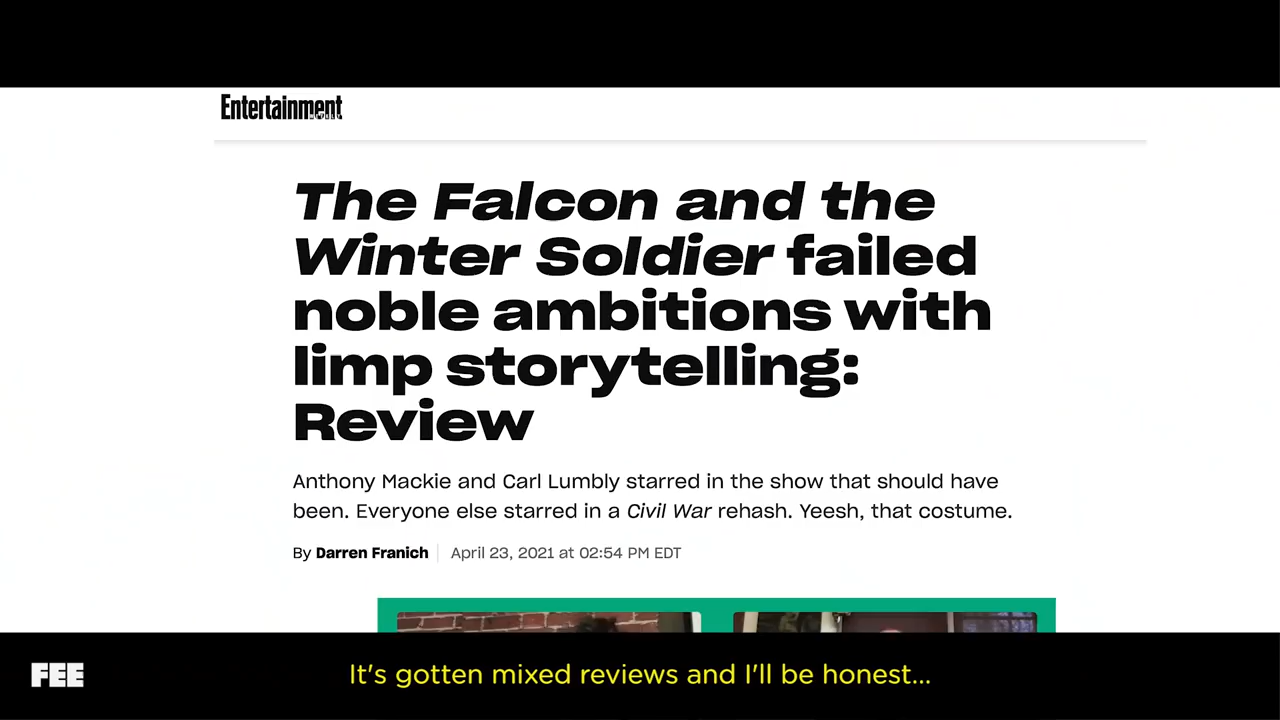 Entertainment
The Falcon and the
Winter Soldier failed
noble ambitions with
limp storytelling:
Review
Anthony Mackie and Carl Lumbly starred in the show that should have
been. Everyone else starred in a Civil War rehash. Yeesh, that costume.
By Darren Franich April 23, 2021 at 02:54 PM EDT
FEE
It's gotten mixed reviews and I'll be honest...